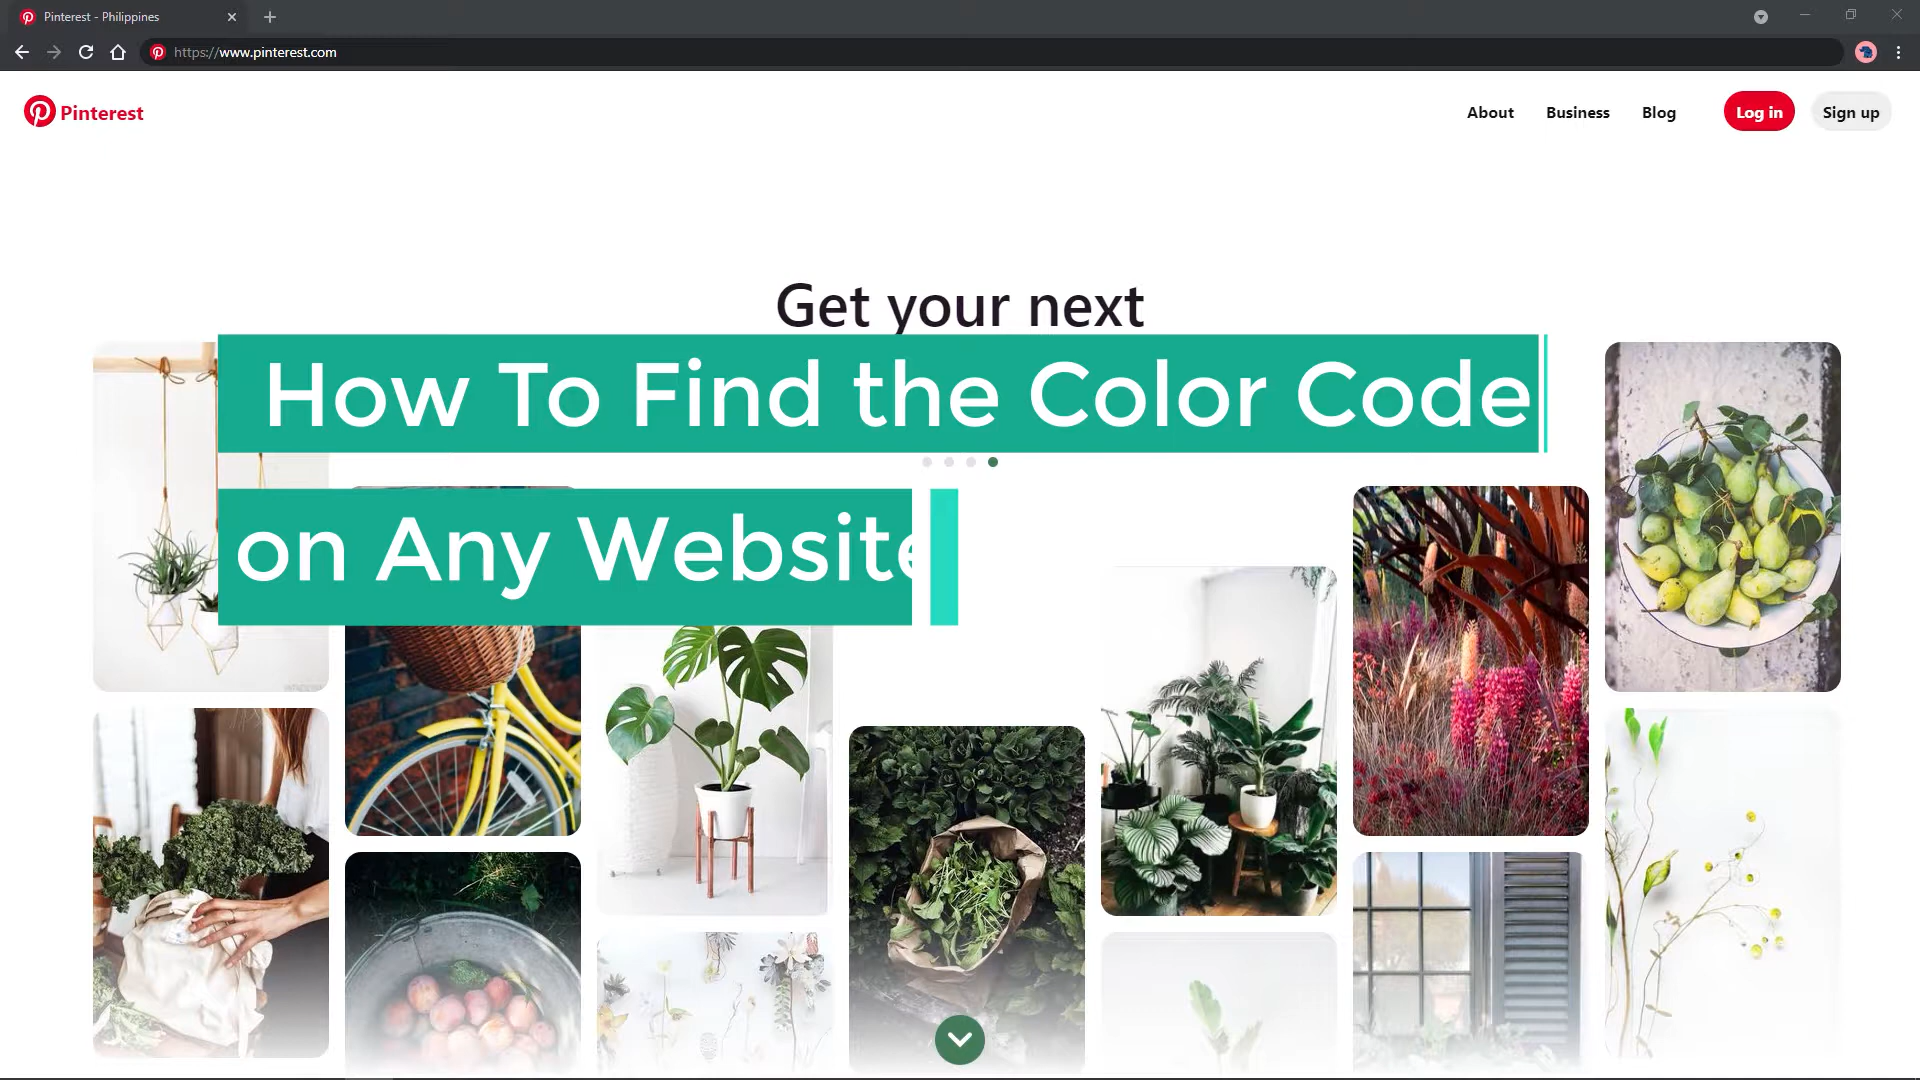 Pinterest - Philippines
https://www.pinterest.com
Pinterest
About
Business
Blog
Log in
Sign up
Get your next
How To Find the Color Code
on Any Website